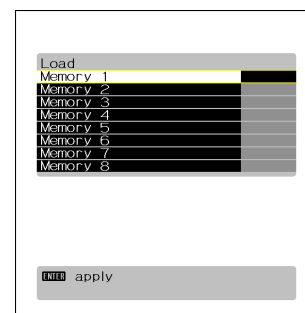 Load
Memory 1
Memory 2
Memory 3
Memory 4
Memory 5
Memory 6
Memory 7
Memory 8
ENTER apply